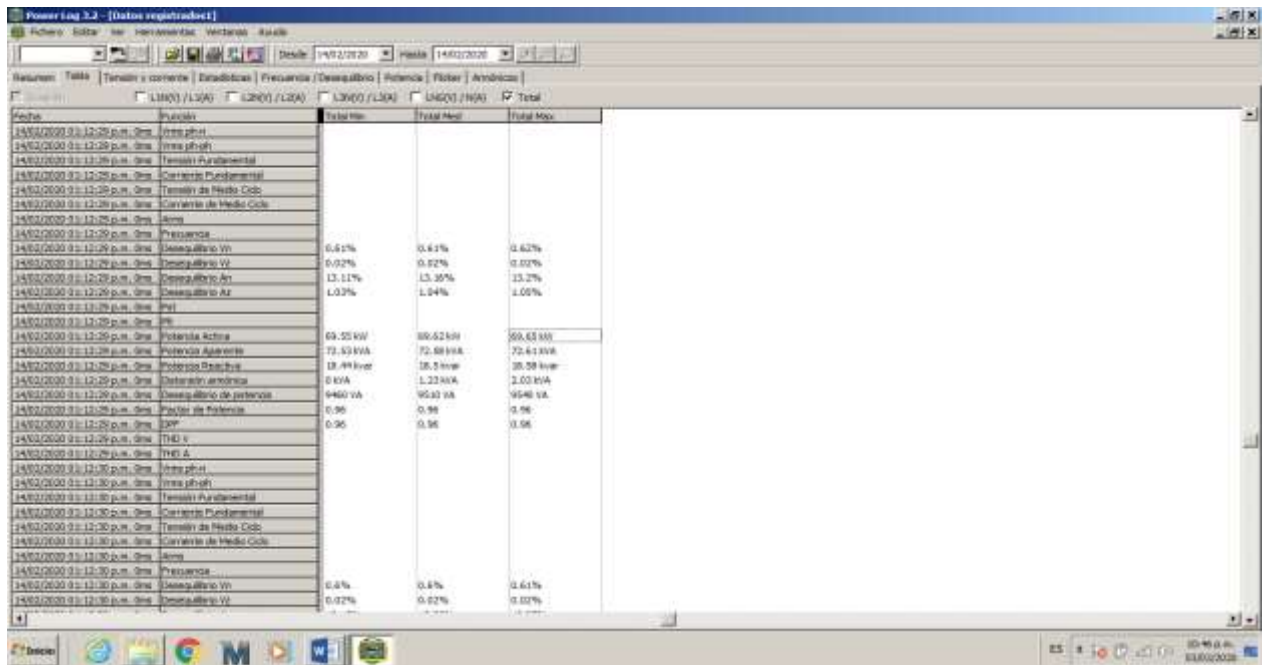 Power Log 3.2 - [Datos registrados1]
Fichero Editar Ver Herramientas Ventanas Ayuda
Desde 14/02/2020 Hasta 14/02/2020
Resumen Tabla Tensión y corriente Estadísticas Frecuencia / Desequilibrio Potencia Flicker Armónicos
L1N(V) / L1(A) L2N(V) / L2(A) L3N(V) / L3(A) LNG(V) / N(A) Total
Fecha Función Total Min Total Med Total Max
14/02/2020 01:12:29 p.m. 0ms Vrms ph-n
14/02/2020 01:12:29 p.m. 0ms Vrms ph-ph
14/02/2020 01:12:29 p.m. 0ms Tensión Fundamental
14/02/2020 01:12:29 p.m. 0ms Corriente Fundamental
14/02/2020 01:12:29 p.m. 0ms Tensión de Medio Ciclo
14/02/2020 01:12:29 p.m. 0ms Corriente de Medio Ciclo
14/02/2020 01:12:29 p.m. 0ms Arms
14/02/2020 01:12:29 p.m. 0ms Frecuencia
14/02/2020 01:12:29 p.m. 0ms Desequilibrio Vn 0.61% 0.61% 0.62%
14/02/2020 01:12:29 p.m. 0ms Desequilibrio Vz 0.02% 0.02% 0.02%
14/02/2020 01:12:29 p.m. 0ms Desequilibrio An 13.11% 13.16% 13.2%
14/02/2020 01:12:29 p.m. 0ms Desequilibrio Az 1.03% 1.04% 1.05%
14/02/2020 01:12:29 p.m. 0ms Pst
14/02/2020 01:12:29 p.m. 0ms Plt
14/02/2020 01:12:29 p.m. 0ms Potencia Activa 69.55 kW 69.62 kW 69.65 kW
14/02/2020 01:12:29 p.m. 0ms Potencia Aparente 72.53 kVA kVA 72.61 kVA
14/02/2020 01:12:29 p.m. 0ms Potencia Reactiva 18.44 kvar 18.5 kvar 18.58 kvar
14/02/2020 01:12:29 p.m. 0ms Distorsión armónica 0 kVA 1.23 kVA 2.03 kVA
14/02/2020 01:12:29 p.m. 0ms Desequilibrio de potencia 9460 VA 9510 VA 9540 VA
14/02/2020 01:12:29 p.m. 0ms Factor de Potencia 0.96 0.96 0.96
14/02/2020 01:12:29 p.m. 0ms DPF 0.96 0.96 0.96
14/02/2020 01:12:29 p.m. 0ms THD V
14/02/2020 01:12:29 p.m. 0ms THD A
14/02/2020 01:12:30 p.m. 0ms Vrms ph-n
14/02/2020 01:12:30 p.m. 0ms Vrms ph-ph
14/02/2020 01:12:30 p.m. 0ms Tensión Fundamental
14/02/2020 01:12:30 p.m. 0ms Corriente Fundamental
14/02/2020 01:12:30 p.m. 0ms Tensión de Medio Ciclo
14/02/2020 01:12:30 p.m. 0ms Corriente de Medio Ciclo
14/02/2020 01:12:30 p.m. 0ms Arms
14/02/2020 01:12:30 p.m. 0ms Frecuencia
14/02/2020 01:12:30 p.m. 0ms Desequilibrio Vn 0.6% 0.6% 0.61%
14/02/2020 01:12:30 p.m. 0ms Desequilibrio Vz 0.02% 0.02% 0.02%
Inicio ES 10:46 a.m.
03/03/2020